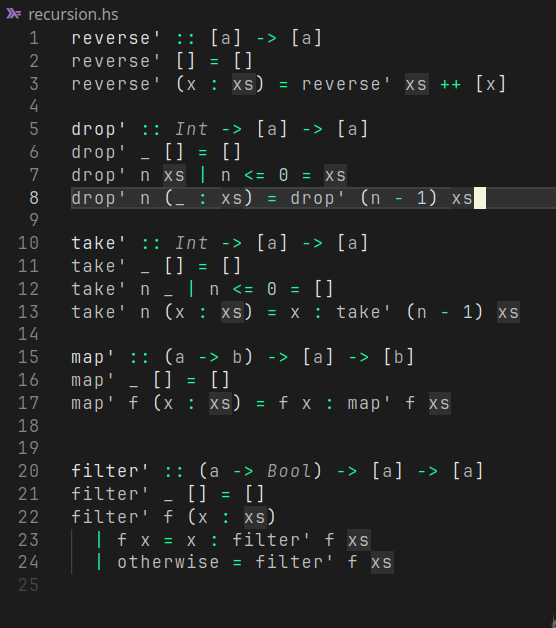 recursion.hs
1 reverse' :: [a] -> [a]
2 reverse' [] = []
3 reverse' (x : xs) = reverse' xs ++ [x]
4
5 drop' :: Int -> [a] -> [a]
6 drop' _ [] = []
7 drop' n xs | n <= 0 = xs
8 drop' n (_ : xs) = drop' (n - 1) xs
9
10 take' :: Int -> [a] -> [a]
11 take' _ [] = []
12 take' n _ | n <= 0 = []
13 take' n (x : xs) = x : take' (n - 1) xs
14
15 map' :: (a -> b) -> [a] -> [b]
16 map' _ [] = []
17 map' f (x : xs) = f x : map' f xs
18
19
20 filter' :: (a -> Bool) -> [a] -> [a]
21 filter' _ [] = []
22 filter' f (x : xs)
23   | f x = x : filter' f xs
24   | otherwise = filter' f xs
25